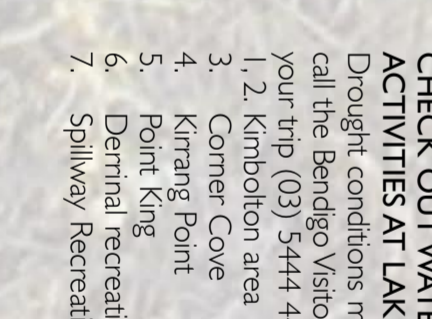 CHECK OUT WATE
ACTIVITIES AT LAK
Drought conditions m
call the Bendigo Visito
your trip (03) 5444 4
1, 2. Kimbolton area
3. Corner Cove
4. Kirrang Point
5. Point King
6. Derrinal recreati
7. Spillway Recreati